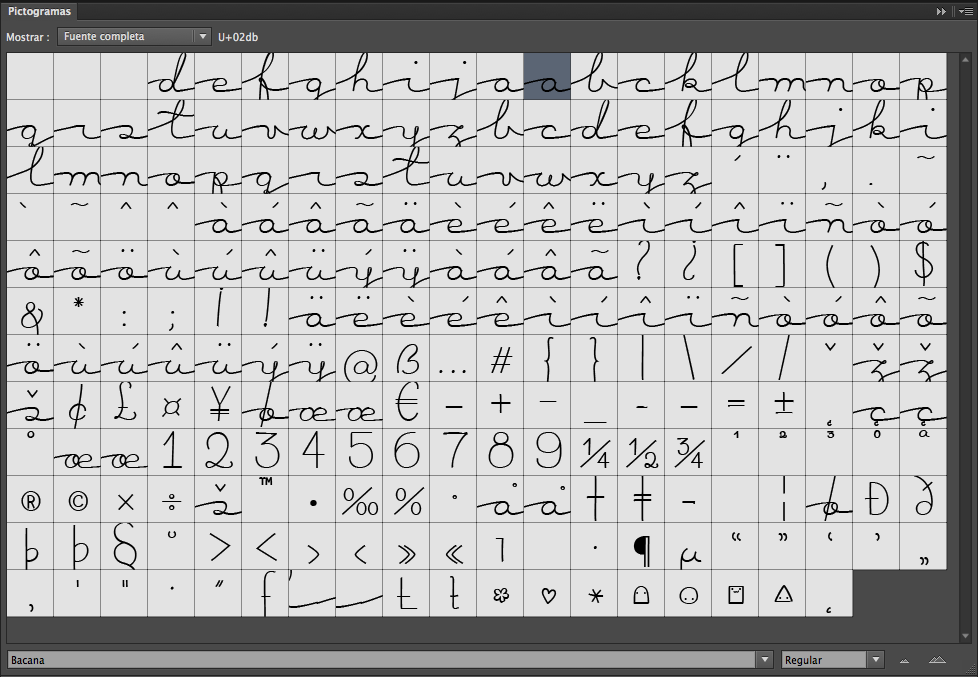 Pictogramas
Mostrar : Fuente completa U+02db
d e f g h i j a a b c k l m n o p
q r s t u v w x y z b c d e f g h j k i
l m n o p q r s t u v w x y z ´ ¨ ¸ . ~
` ~ ^ ^ à á â ã ä è é ê ë ì í î ï ñ ò ó
ô õ ö ù ú û ü ý ÿ à á â ã ? ¿ [ ] ( ) $
& * : ; ¡ ! ä ë è é ê ì í î ï ñ ò ó ô õ
ö ù ú û ü ý ÿ @ ß … # { } | \ ⁄ / ˇ ž ž
š ¢ £ ¤ ¥ ø æ æ € – + ¯ _ - — = ± ¸ ç ç
° œ œ 1 2 3 4 5 6 7 8 9 ¼ ½ ¾ ¹ ² ³ º ª
® © × ÷ š ™ • ‰ % ˚ å å † ‡ ¬ ¦ ø Ð ð
þ þ § ˘ > < › ‹ » « · ¶ µ “ ” ‘ ’ „
‚ ' " ˙ ˝ f t ♡ * ˛
Bacana Regular